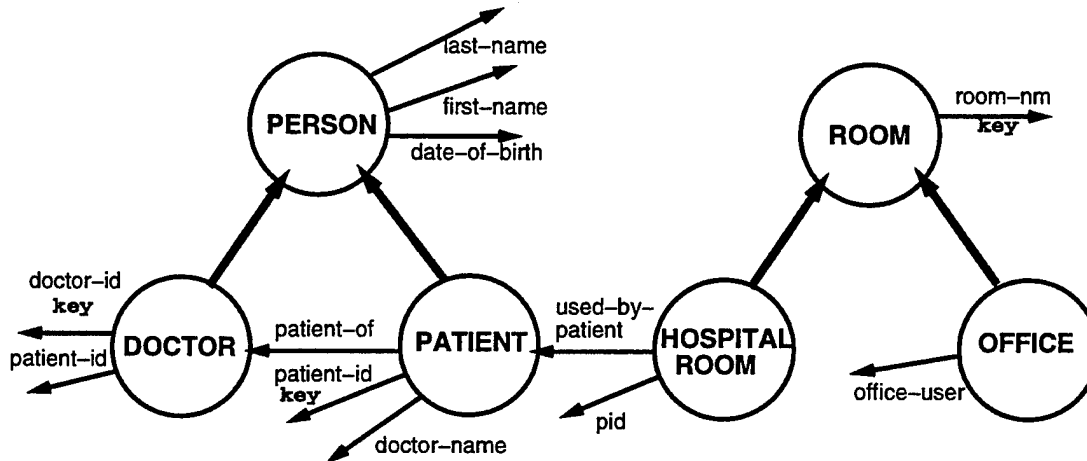 last–name
first–name
date–of–birth
PERSON
room–nm
key
ROOM
doctor–id
key
patient–id
DOCTOR
patient–of
patient–id
key
doctor–name
PATIENT
used–by–
patient
pid
HOSPITAL
ROOM
office–user
OFFICE